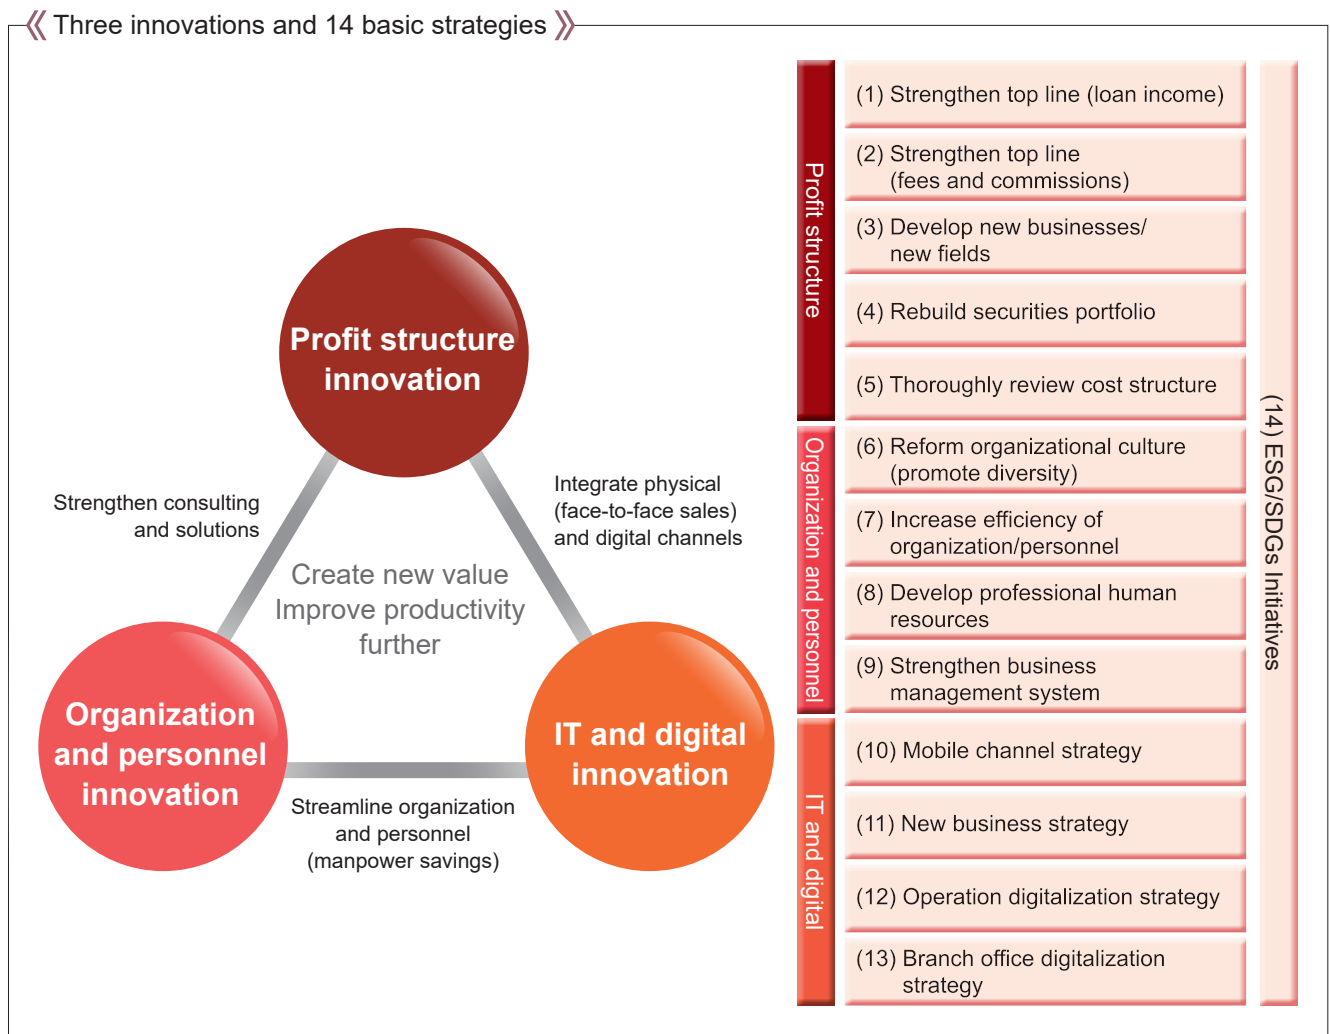 Three innovations and 14 basic strategies
Profit structure
innovation
Strengthen consulting
and solutions
Integrate physical
(face-to-face sales)
and digital channels
Create new value
Improve productivity
further
Organization
and personnel
innovation
IT and digital
innovation
Streamline organization
and personnel
(manpower savings)
Profit structure
(1) Strengthen top line (loan income)
(2) Strengthen top line
(fees and commissions)
(3) Develop new businesses/
new fields
(4) Rebuild securities portfolio
(5) Thoroughly review cost structure
Organization and personnel
(6) Reform organizational culture
(promote diversity)
(7) Increase efficiency of
organization/personnel
(8) Develop professional human
resources
(9) Strengthen business
management system
IT and digital
(10) Mobile channel strategy
(11) New business strategy
(12) Operation digitalization strategy
(13) Branch office digitalization
strategy
(14) ESG/SDGs Initiatives